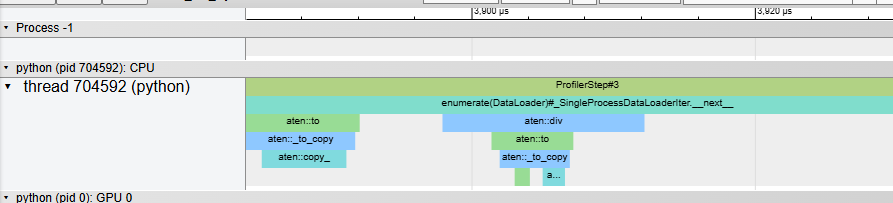 3,900 µs
3,920 µs
Process -1
python (pid 704592): CPU
thread 704592 (python)
ProfilerStep#3
enumerate(DataLoader)#_SingleProcessDataLoaderIter.__next__
aten::to
aten::div
aten::_to_copy
aten::to
aten::copy_
aten::_to_copy
a...
python (pid 0): GPU 0